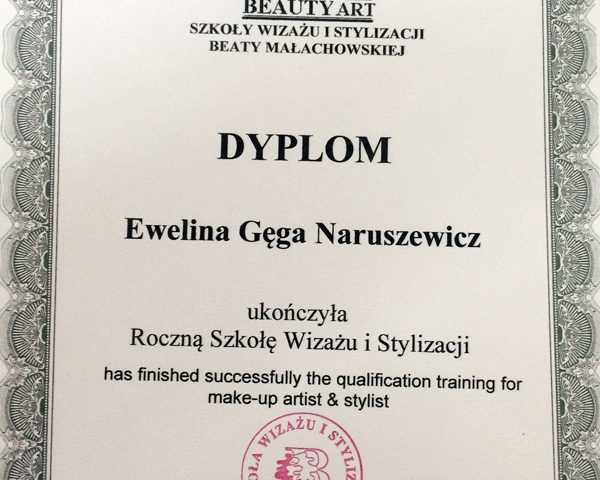 BEAUTY ART
SZKOŁY WIZAŻU I STYLIZACJI
BEATY MAŁACHOWSKIEJ
DYPLOM
Ewelina Gęga Naruszewicz
ukończyła
Roczną Szkołę Wizażu i Stylizacji
has finished successfully the qualification training for
make-up artist & stylist
WIZAŻU I